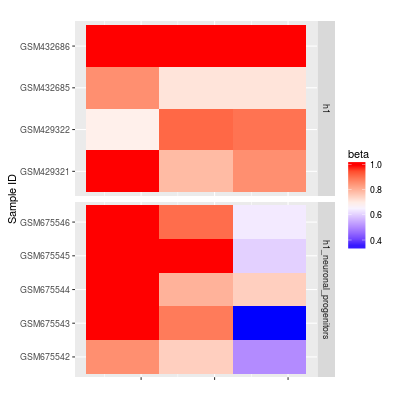 Sample ID
GSM432686
GSM432685
GSM429322
GSM429321
h1
GSM675546
GSM675545
GSM675544
GSM675543
GSM675542
h1_neuronal_progenitors
beta
1.0
0.8
0.6
0.4